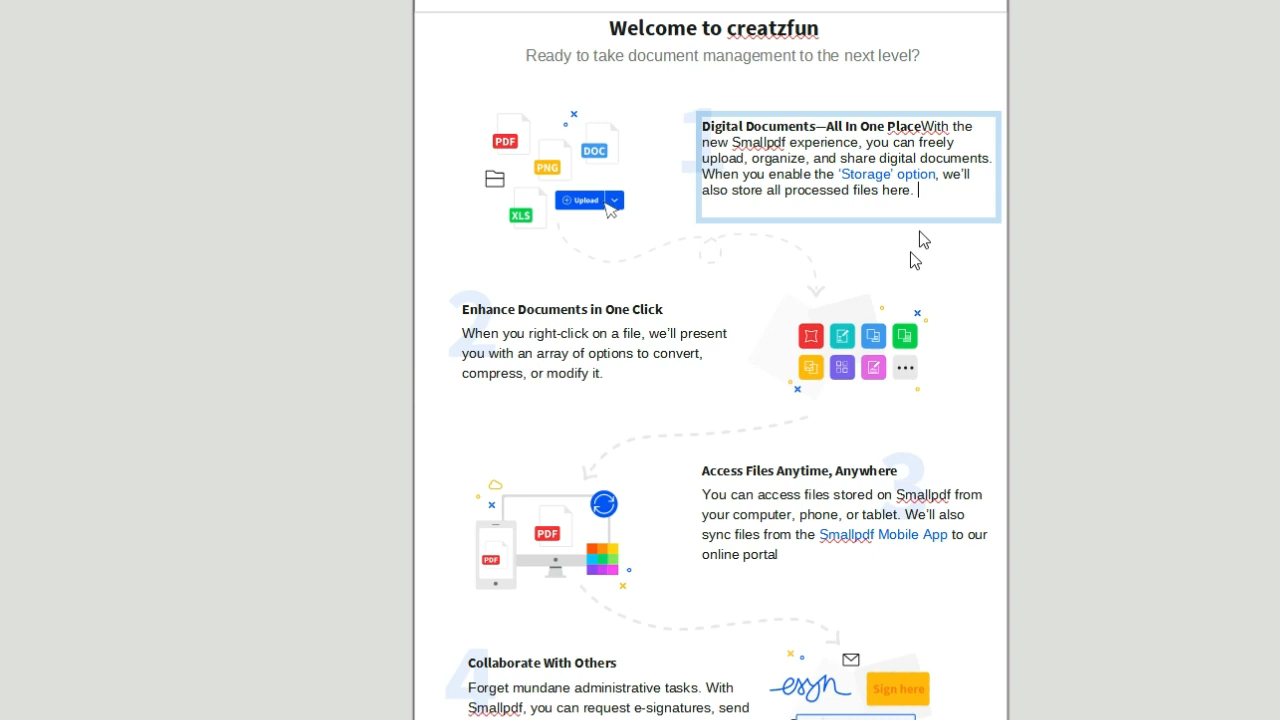 Welcome to creatzfun
Ready to take document management to the next level?
PDF
DOC
PNG
Upload
XLS
1
Digital Documents—All In One PlaceWith the
new Smallpdf experience, you can freely
upload, organize, and share digital documents.
When you enable the ‘Storage’ option, we’ll
also store all processed files here.
2
Enhance Documents in One Click
When you right-click on a file, we’ll present
you with an array of options to convert,
compress, or modify it.
PDF
PDF
3
Access Files Anytime, Anywhere
You can access files stored on Smallpdf from
your computer, phone, or tablet. We’ll also
sync files from the Smallpdf Mobile App to our
online portal
4
Collaborate With Others
Forget mundane administrative tasks. With
Smallpdf, you can request e-signatures, send
esyn
Sign here